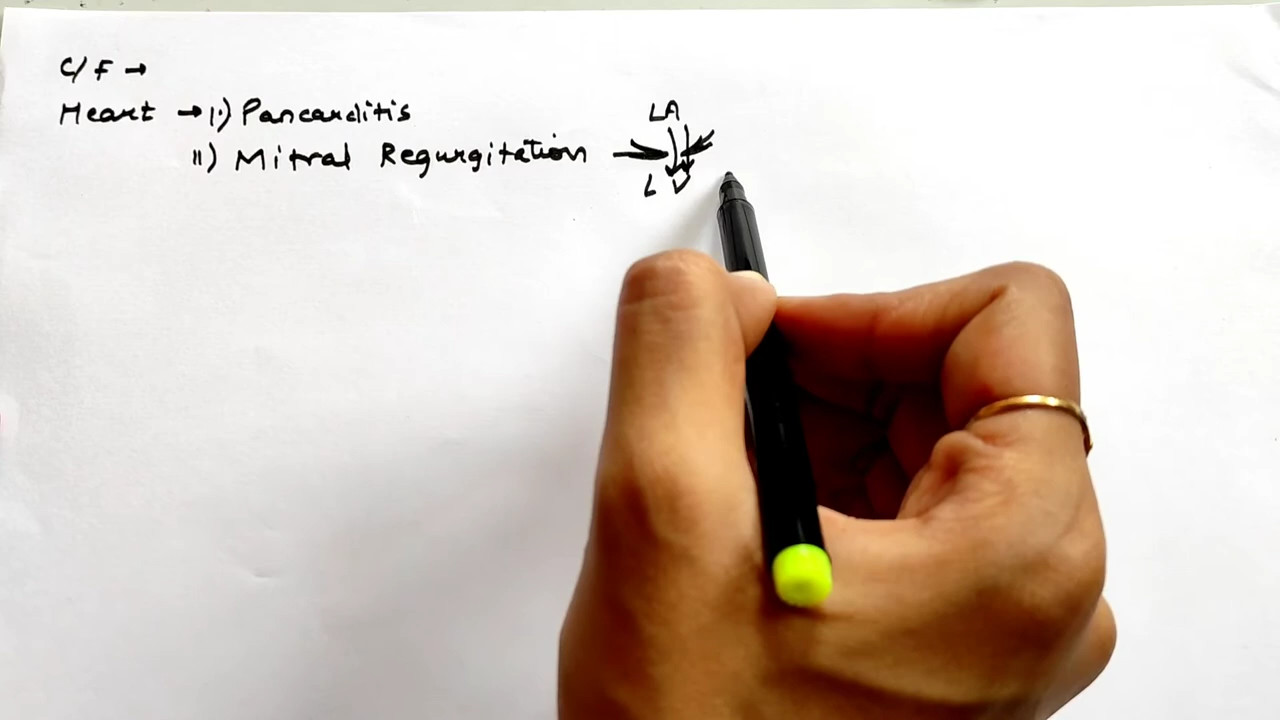 C/F →
Heart → i) Pancarditis
ii) Mitral Regurgitation → LA
LV